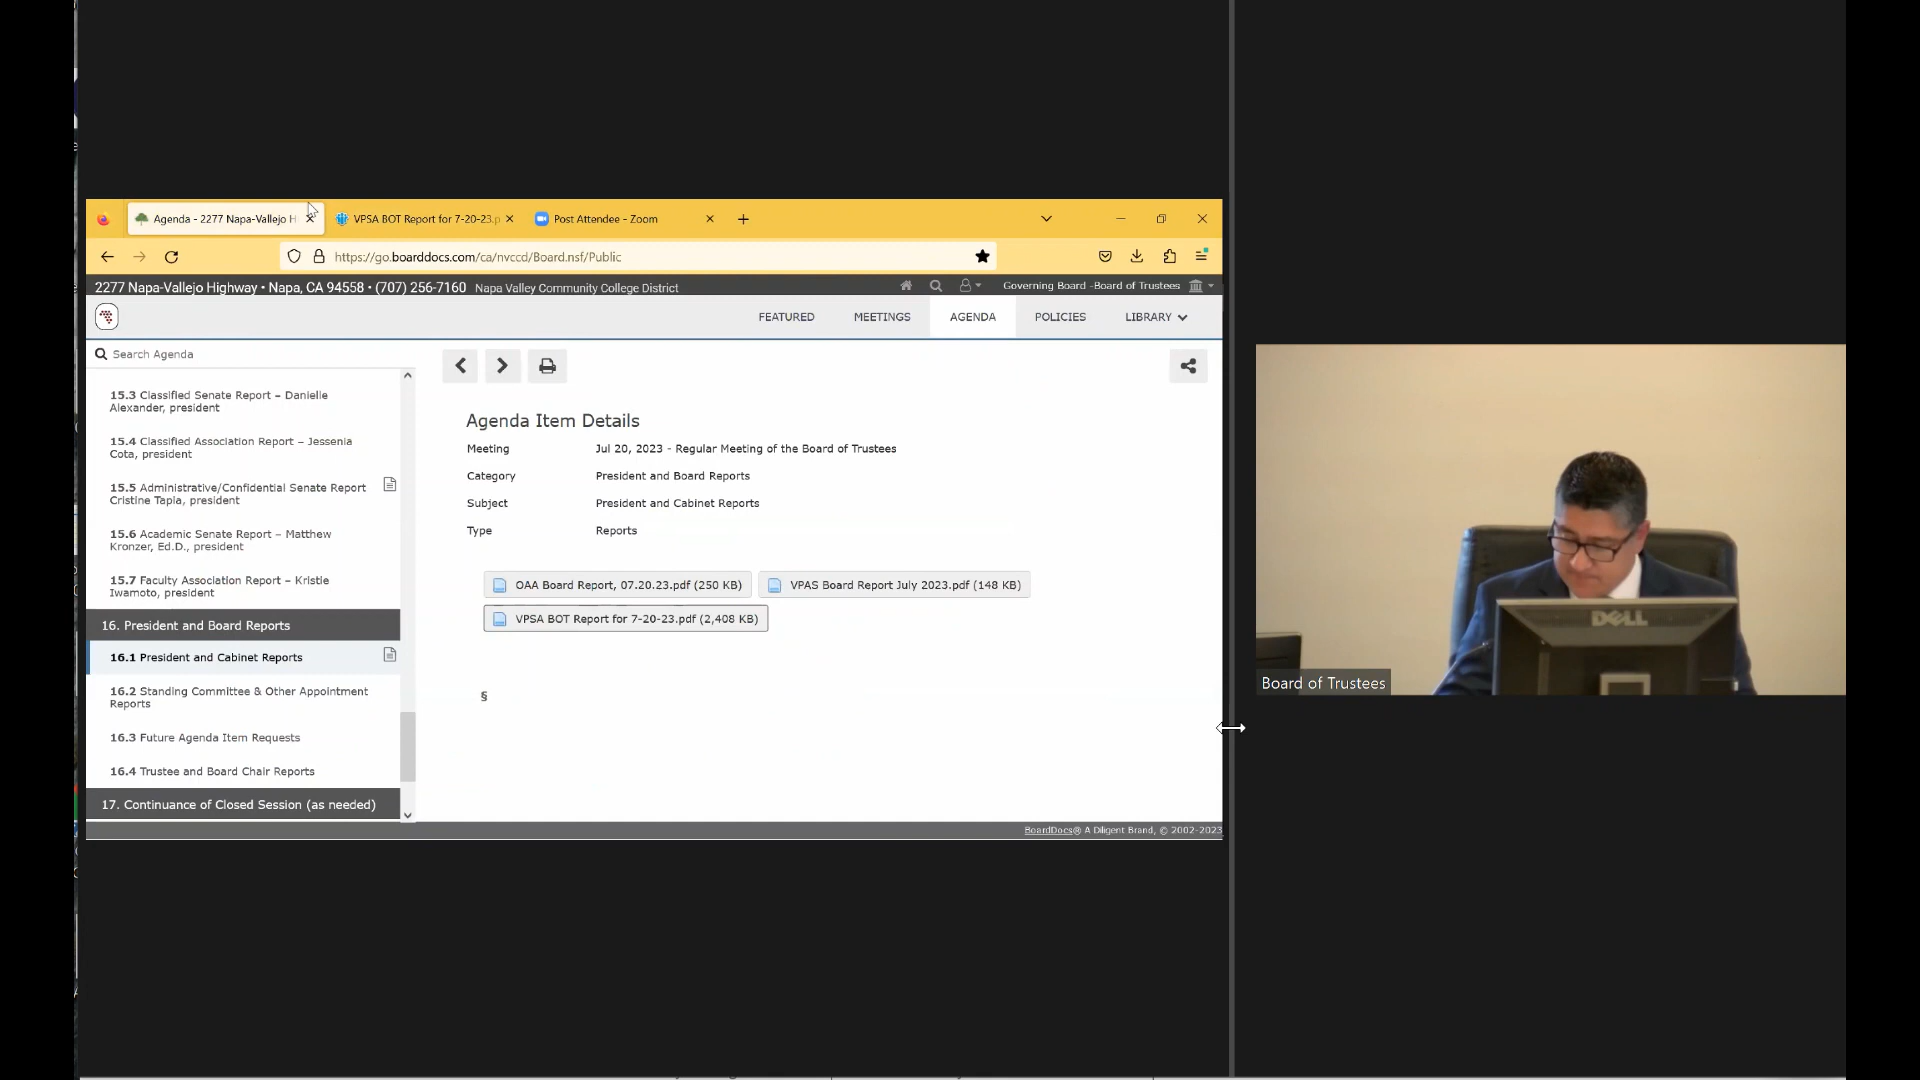 Agenda - 2277 Napa-Vallejo H
VPSA BOT Report for 7-20-23.p
Post Attendee - Zoom
https://go.boarddocs.com/ca/nvccd/Board.nsf/Public
2277 Napa-Vallejo Highway • Napa, CA 94558 • (707) 256-7160 Napa Valley Community College District
Governing Board -Board of Trustees
FEATURED
MEETINGS
AGENDA
POLICIES
LIBRARY
Search Agenda
15.3 Classified Senate Report – Danielle
Alexander, president
15.4 Classified Association Report – Jessenia
Cota, president
15.5 Administrative/Confidential Senate Report
Cristine Tapia, president
15.6 Academic Senate Report – Matthew
Kronzer, Ed.D., president
15.7 Faculty Association Report – Kristie
Iwamoto, president
16. President and Board Reports
16.1 President and Cabinet Reports
16.2 Standing Committee & Other Appointment
Reports
16.3 Future Agenda Item Requests
16.4 Trustee and Board Chair Reports
17. Continuance of Closed Session (as needed)
Agenda Item Details
Meeting Jul 20, 2023 - Regular Meeting of the Board of Trustees
Category President and Board Reports
Subject President and Cabinet Reports
Type Reports
OAA Board Report, 07.20.23.pdf (250 KB)
VPAS Board Report July 2023.pdf (148 KB)
VPSA BOT Report for 7-20-23.pdf (2,408 KB)
§
BoardDocs® A Diligent Brand, © 2002-2023
DELL
Board of Trustees